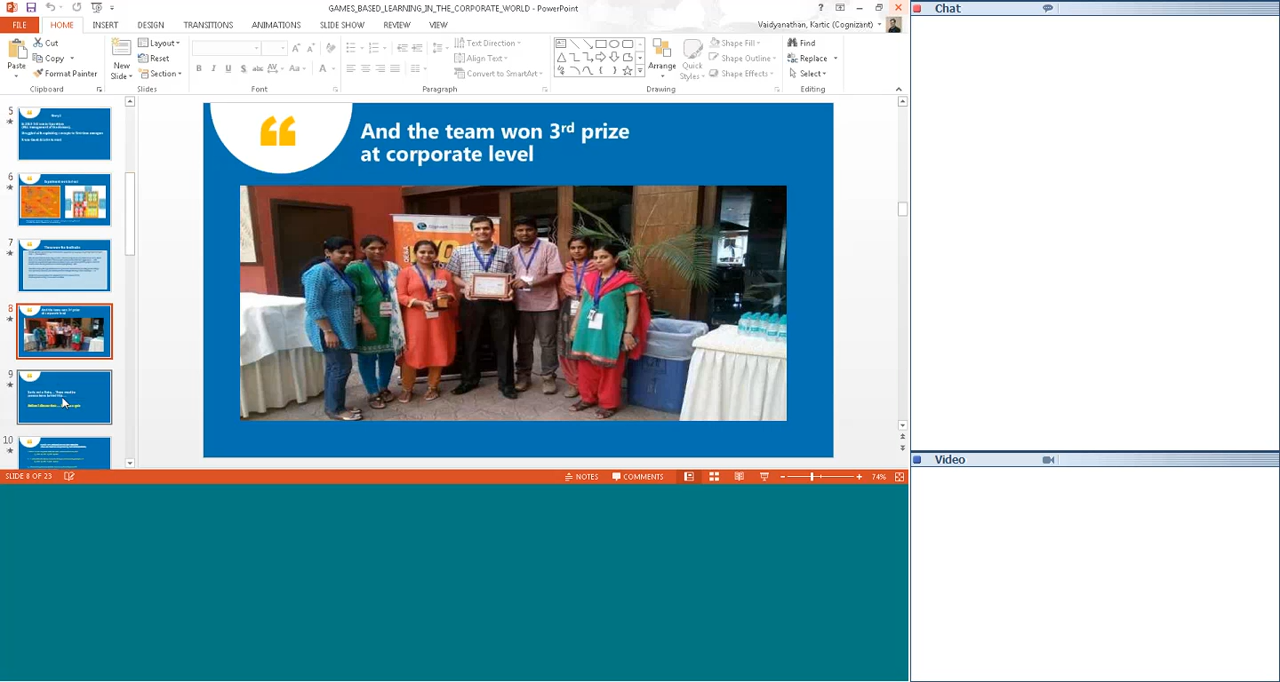 GAMES_BASED_LEARNING_IN_THE_CORPORATE_WORLD - PowerPoint
FILE HOME INSERT DESIGN TRANSITIONS ANIMATIONS SLIDE SHOW REVIEW VIEW
Vaidyanathan, Kartic (Cognizant)
Paste
Cut
Copy
Format Painter
Clipboard
New
Slide
Layout
Reset
Section
Slides
Font
Text Direction
Align Text
Convert to SmartArt
Paragraph
Arrange
Quick
Styles
Shape Fill
Shape Outline
Shape Effects
Drawing
Find
Replace
Select
Editing
5
6
7
8
9
10
And the team won 3rd prize
at corporate level
SLIDE 8 OF 23
NOTES
COMMENTS
74%
Chat
Video